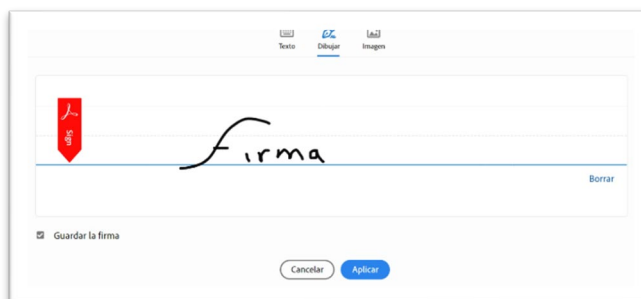 Texto Dibujar Imagen
Sign
Firma
Borrar
Guardar la firma
Cancelar Aplicar